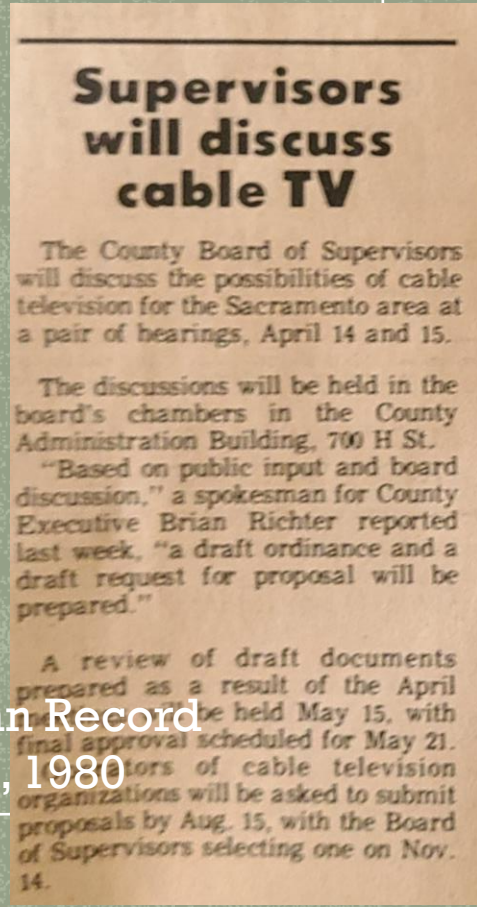 Supervisors
will discuss
cable TV
The County Board of Supervisors
will discuss the possibilities of cable
television for the Sacramento area at
a pair of hearings, April 14 and 15.
The discussions will be held in the
board's chambers in the County
Administration Building, 700 H St.
"Based on public input and board
discussion," a spokesman for County
Executive Brian Richter reported
last week, "a draft ordinance and a
draft request for proposal will be
prepared."
A review of draft documents
prepared as a result of the April
be held May 15, with
n Record
final approval scheduled for May 21.
tors of cable television
, 1980
organizations will be asked to submit
proposals by Aug. 15, with the Board
of Supervisors selecting one on Nov.
14.